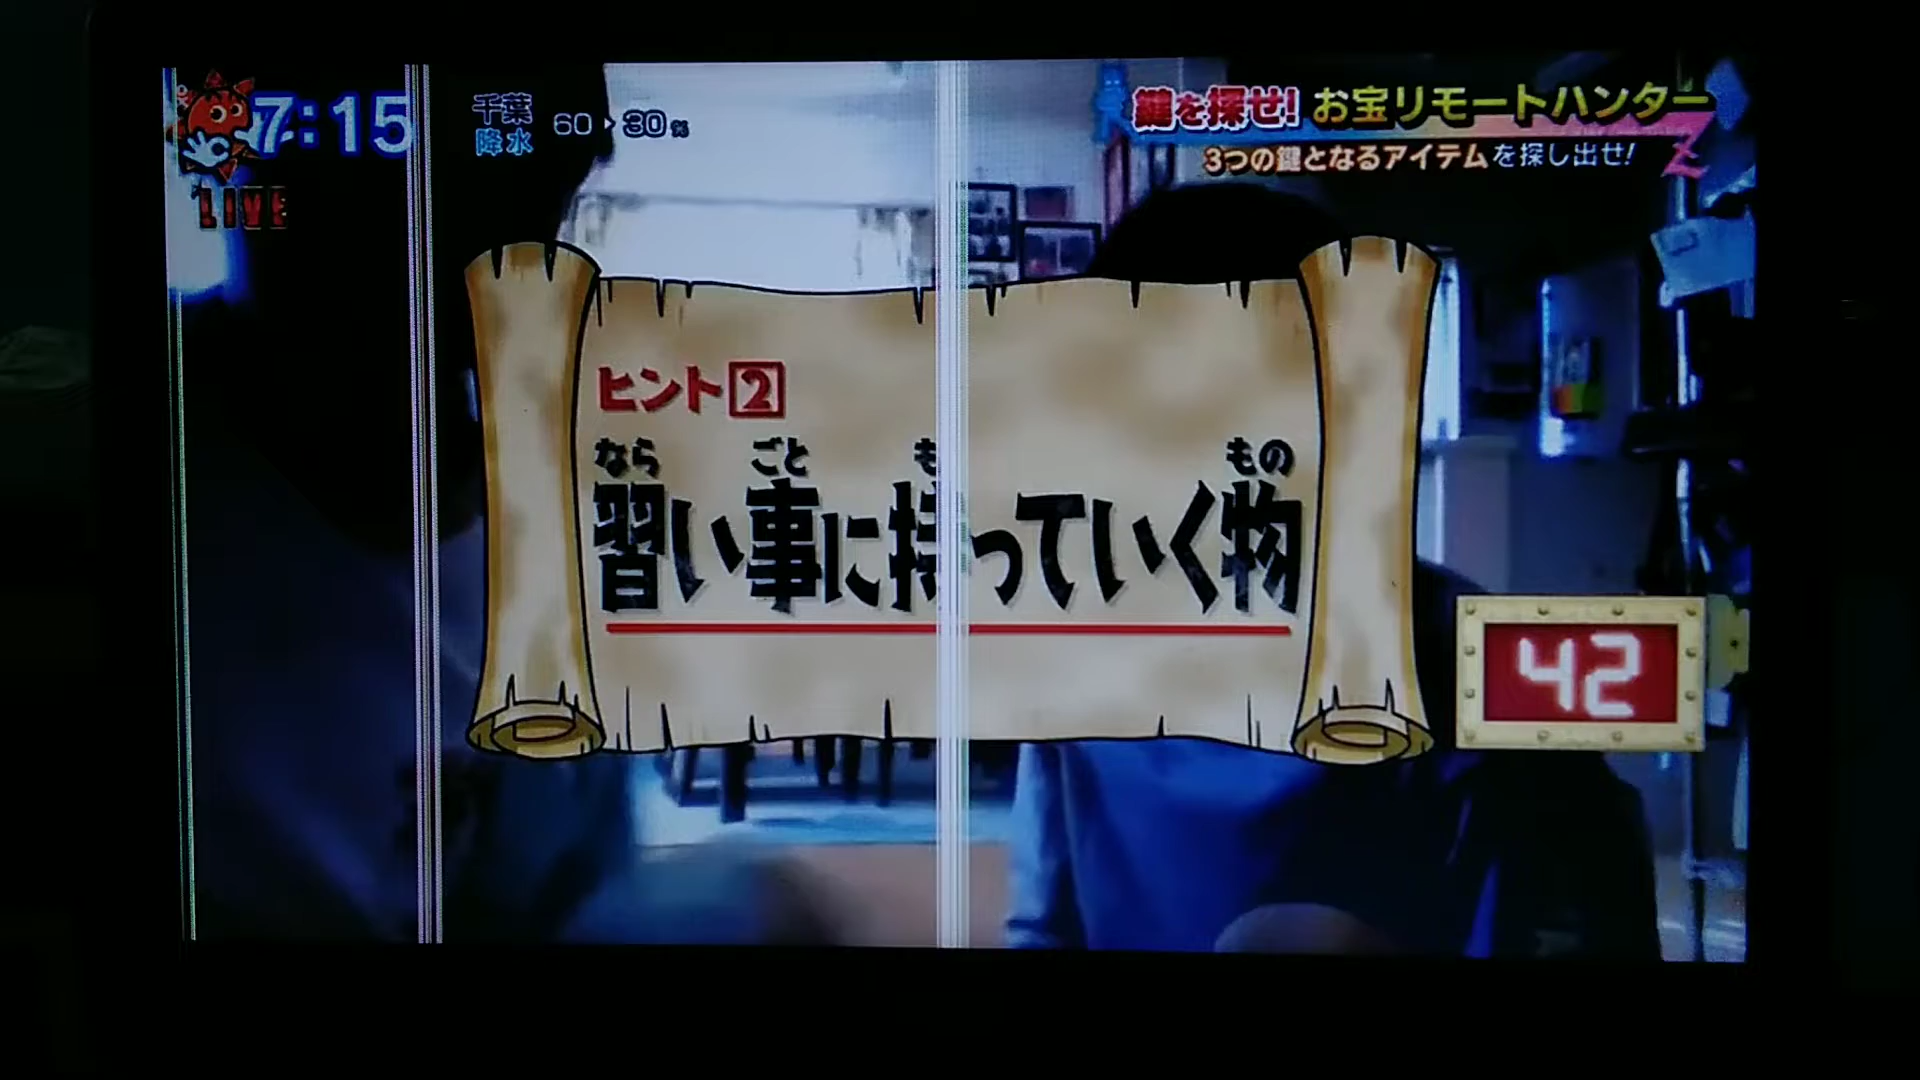 7:15
LIVE
千葉
降水 60 30%
鍵を探せ! お宝リモートハンターZ
3つの鍵となるアイテムを探し出せ!
ヒント2
なら ごと も もの
習い事に持っていく物
42